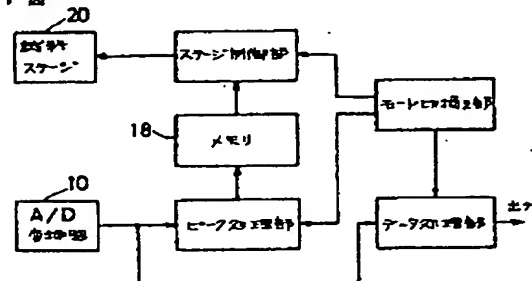 20
試料
ステージ
ステージ制御部
モード切換部
18
メモリ
10
A/D
変換器
ピーク処理部
データ処理部
出力